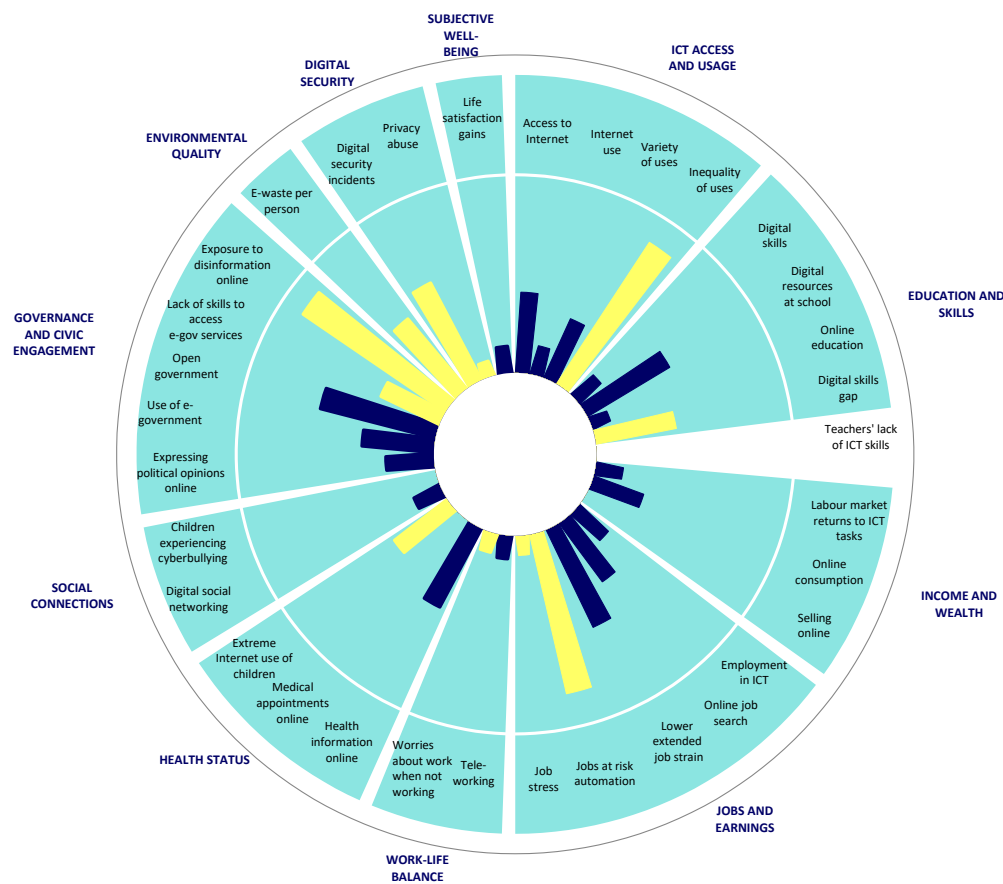 SUBJECTIVE
WELL-
BEING
ICT ACCESS
AND USAGE
DIGITAL
SECURITY
ENVIRONMENTAL
QUALITY
GOVERNANCE
AND CIVIC
ENGAGEMENT
SOCIAL
CONNECTIONS
HEALTH STATUS
WORK-LIFE
BALANCE
JOBS AND
EARNINGS
INCOME AND
WEALTH
EDUCATION AND
SKILLS
Life
satisfaction
gains
Access to
Internet
Internet
use
Variety
of uses
Inequality
of uses
Digital
skills
Digital
resources
at school
Online
education
Digital skills
gap
Teachers' lack
of ICT skills
Labour market
returns to ICT
tasks
Online
consumption
Selling
online
Employment
in ICT
Online job
search
Lower
extended
job strain
Jobs at risk
automation
Job
stress
Tele-
working
Worries
about work
when not
working
Health
information
online
Medical
appointments
online
Extreme
Internet use of
children
Digital social
networking
Children
experiencing
cyberbullying
Expressing
political opinions
online
Use of e-
government
Open
government
Lack of skills to
access
e-gov services
Exposure to
disinformation
online
E-waste per
person
Digital
security
incidents
Privacy
abuse